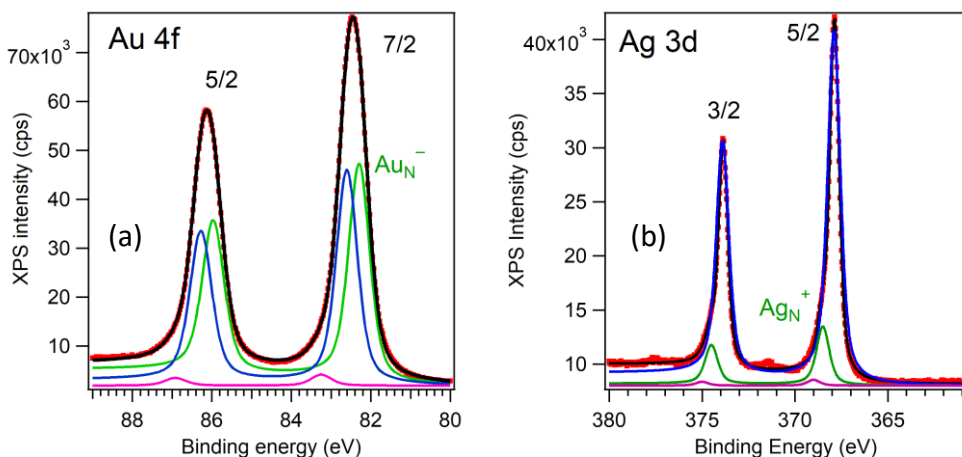 Au 4f
7/2
5/2
Au_N^−
(a)
70x10³
60
50
40
30
20
10
88
86
84
82
80
XPS intensity (cps)
Binding energy (eV)
Ag 3d
5/2
3/2
Ag_N^+
(b)
40x10³
35
30
25
20
15
10
380
375
370
365
XPS Intensity (cps)
Binding Energy (eV)